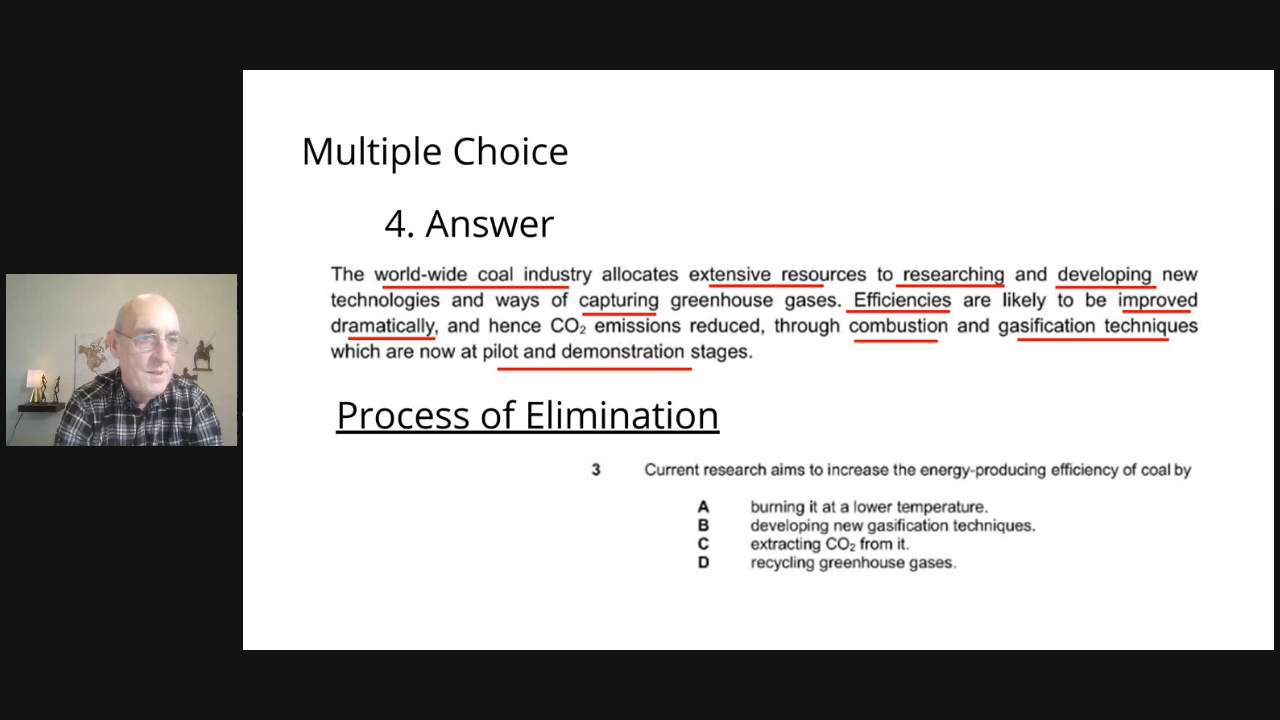 Multiple Choice
4. Answer
The world-wide coal industry allocates extensive resources to researching and developing new
technologies and ways of capturing greenhouse gases. Efficiencies are likely to be improved
dramatically, and hence CO₂ emissions reduced, through combustion and gasification techniques
which are now at pilot and demonstration stages.
Process of Elimination
3 Current research aims to increase the energy-producing efficiency of coal by
A burning it at a lower temperature.
B developing new gasification techniques.
C extracting CO₂ from it.
D recycling greenhouse gases.